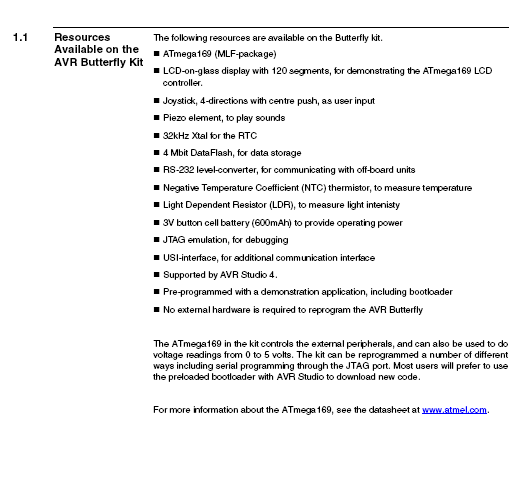 1.1 Resources Available on the AVR Butterfly Kit
The following resources are available on the Butterfly kit.
■ ATmega169 (MLF-package)
■ LCD-on-glass display with 120 segments, for demonstrating the ATmega169 LCD
controller.
■ Joystick, 4-directions with centre push, as user input
■ Piezo element, to play sounds
■ 32kHz Xtal for the RTC
■ 4 Mbit DataFlash, for data storage
■ RS-232 level-converter, for communicating with off-board units
■ Negative Temperature Coefficient (NTC) thermistor, to measure temperature
■ Light Dependent Resistor (LDR), to measure light intenisty
■ 3V button cell battery (600mAh) to provide operating power
■ JTAG emulation, for debugging
■ USI-interface, for additional communication interface
■ Supported by AVR Studio 4.
■ Pre-programmed with a demonstration application, including bootloader
■ No external hardware is required to reprogram the AVR Butterfly
The ATmega169 in the kit controls the external peripherals, and can also be used to do
voltage readings from 0 to 5 volts. The kit can be reprogrammed a number of different
ways including serial programming through the JTAG port. Most users will prefer to use
the preloaded bootloader with AVR Studio to download new code.
For more information about the ATmega169, see the datasheet at www.atmel.com.